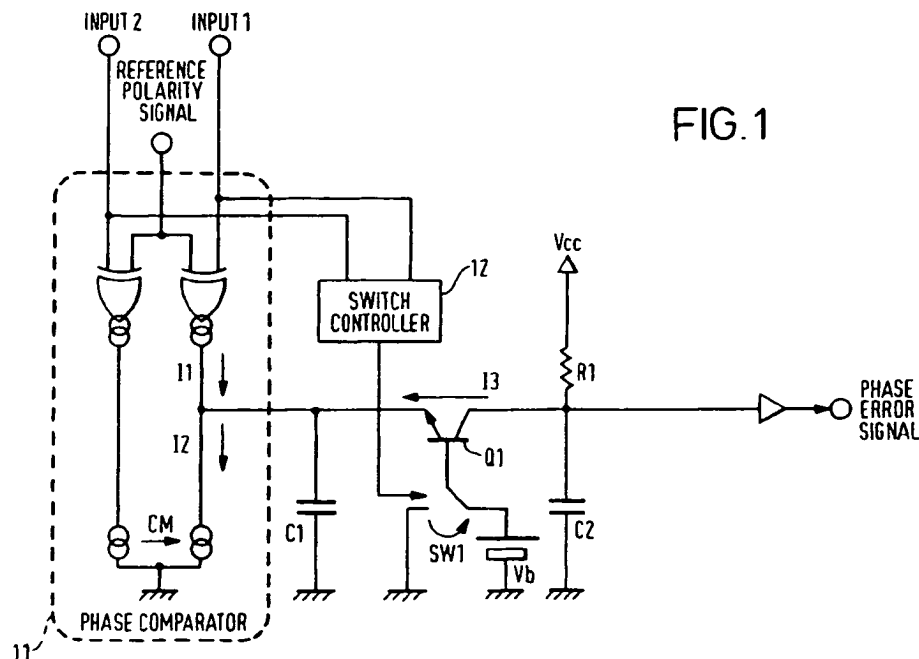 INPUT 2
INPUT 1
REFERENCE
POLARITY
SIGNAL
FIG.1
Vcc
12
SWITCH
CONTROLLER
R1
I1
I3
PHASE
ERROR
SIGNAL
I2
Q1
CM
C1
SW1
C2
Vb
PHASE COMPARATOR
11